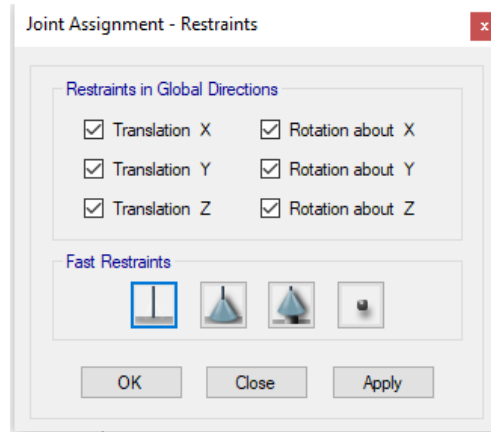 Joint Assignment - Restraints
x
Restraints in Global Directions
Translation X
Rotation about X
Translation Y
Rotation about Y
Translation Z
Rotation about Z
Fast Restraints
OK
Close
Apply